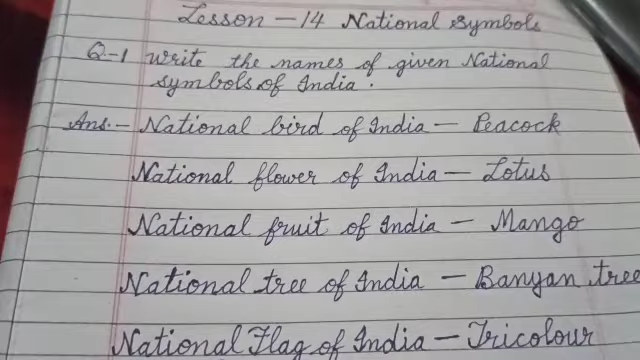 Lesson - 14 National Symbols
Q-1 write the names of given National
symbols of India.
Ans.- National bird of India - Peacock
National flower of India - Lotus
National fruit of India - Mango
National tree of India - Banyan tree
National Flag of India - Tricolour